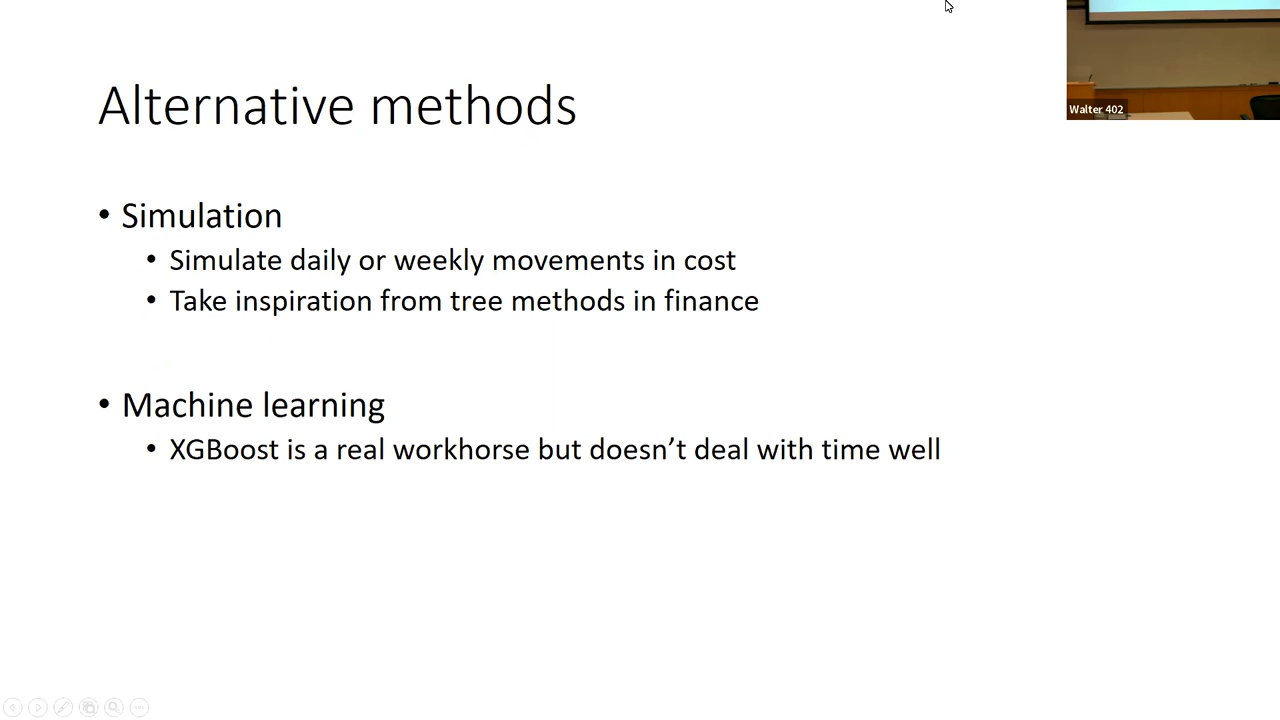 Walter 402
Alternative methods
• Simulation
• Simulate daily or weekly movements in cost
• Take inspiration from tree methods in finance
• Machine learning
• XGBoost is a real workhorse but doesn’t deal with time well